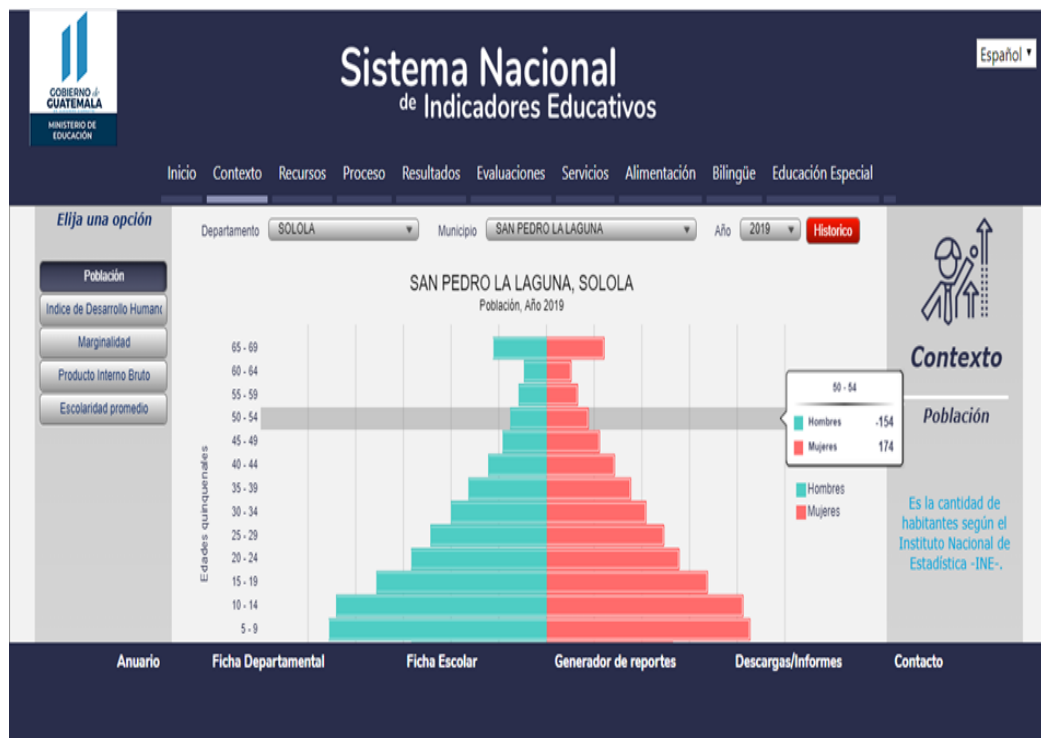 GOBIERNO de
GUATEMALA
MINISTERIO DE
EDUCACIÓN
Sistema Nacional
de Indicadores Educativos
Español
Inicio Contexto Recursos Proceso Resultados Evaluaciones Servicios Alimentación Bilingüe Educación Especial
Elija una opción
Población
Indice de Desarrollo Humano
Marginalidad
Producto Interno Bruto
Escolaridad promedio
Departamento SOLOLA Municipio SAN PEDRO LA LAGUNA Año 2019 Historico
SAN PEDRO LA LAGUNA, SOLOLA
Población, Año 2019
Edades quinquenales
65 - 69
60 - 64
55 - 59
50 - 54
45 - 49
40 - 44
35 - 39
30 - 34
25 - 29
20 - 24
15 - 19
10 - 14
5 - 9
50 - 54
Hombres -154
Mujeres 174
Hombres
Mujeres
Contexto
Población
Es la cantidad de
habitantes según el
Instituto Nacional de
Estadística -INE-.
Anuario Ficha Departamental Ficha Escolar Generador de reportes Descargas/Informes Contacto